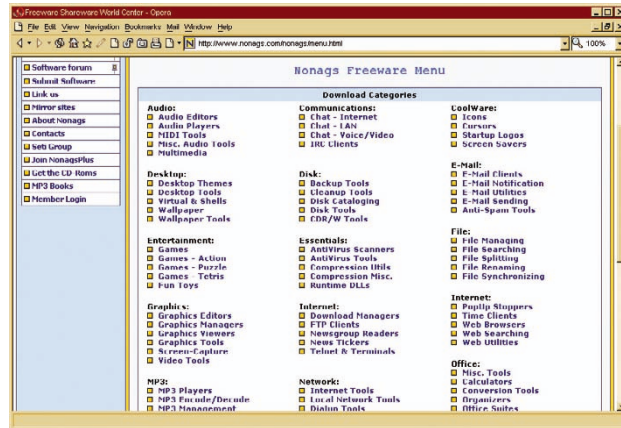 Freeware Shareware World Center - Opera
File Edit View Navigation Bookmarks Mail Window Help
http://www.nonags.com/nonags/menu.html
100%
Software forum
Submit Software
Link us
Mirror sites
About Nonags
Contacts
Seti Group
Join NonagsPlus
Get the CD-Roms
MP3 Books
Member Login
Nonags Freeware Menu
Download Categories
Audio:
Audio Editors
Audio Players
MIDI Tools
Misc. Audio Tools
Multimedia
Desktop:
Desktop Themes
Desktop Tools
Virtual & Shells
Wallpaper
Wallpaper Tools
Entertainment:
Games
Games - Action
Games - Puzzle
Games - Tetris
Fun Toys
Graphics:
Graphics Editors
Graphics Managers
Graphics Viewers
Graphics Tools
Screen-Capture
Video Tools
MP3:
MP3 Players
MP3 Encode/Decode
MP3 Management
Communications:
Chat - Internet
Chat - LAN
Chat - Voice/Video
IRC Clients
Disk:
Backup Tools
Cleanup Tools
Disk Cataloging
Disk Tools
CDR/W Tools
Essentials:
AntiVirus Scanners
AntiVirus Tools
Compression Utils
Compression Misc.
Runtime DLLs
Internet:
Download Managers
FTP Clients
Newsgroup Readers
News Tickers
Telnet & Terminals
Network:
Internet Tools
Local Network Tools
Dialup Tools
CoolWare:
Icons
Cursors
Startup Logos
Screen Savers
E-Mail:
E-Mail Clients
E-Mail Notification
E-Mail Utilities
E-Mail Sending
Anti-Spam Tools
File:
File Managing
File Searching
File Splitting
File Renaming
File Synchronizing
Internet:
PopUp Stoppers
Time Clients
Web Browsers
Web Searching
Web Utilities
Office:
Misc. Tools
Calculators
Conversion Tools
Organizers
Office Suites